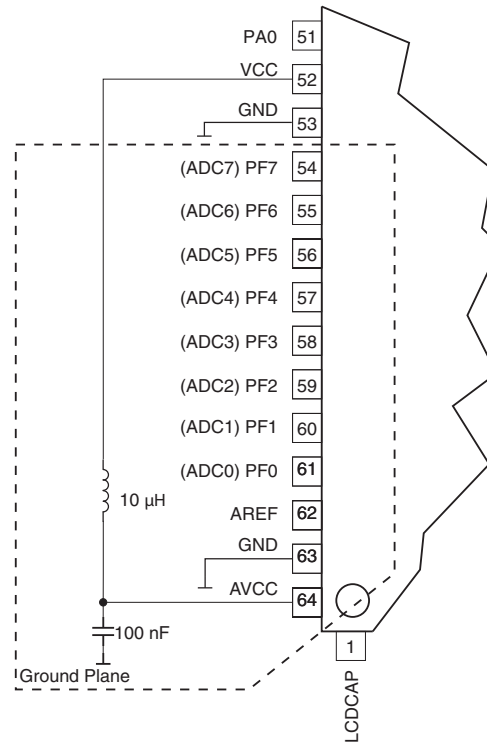 PA0 51
VCC 52
GND 53
(ADC7) PF7 54
(ADC6) PF6 55
(ADC5) PF5 56
(ADC4) PF4 57
(ADC3) PF3 58
(ADC2) PF2 59
(ADC1) PF1 60
(ADC0) PF0 61
10 μH
AREF 62
GND 63
AVCC 64
100 nF
1
Ground Plane
LCDCAP